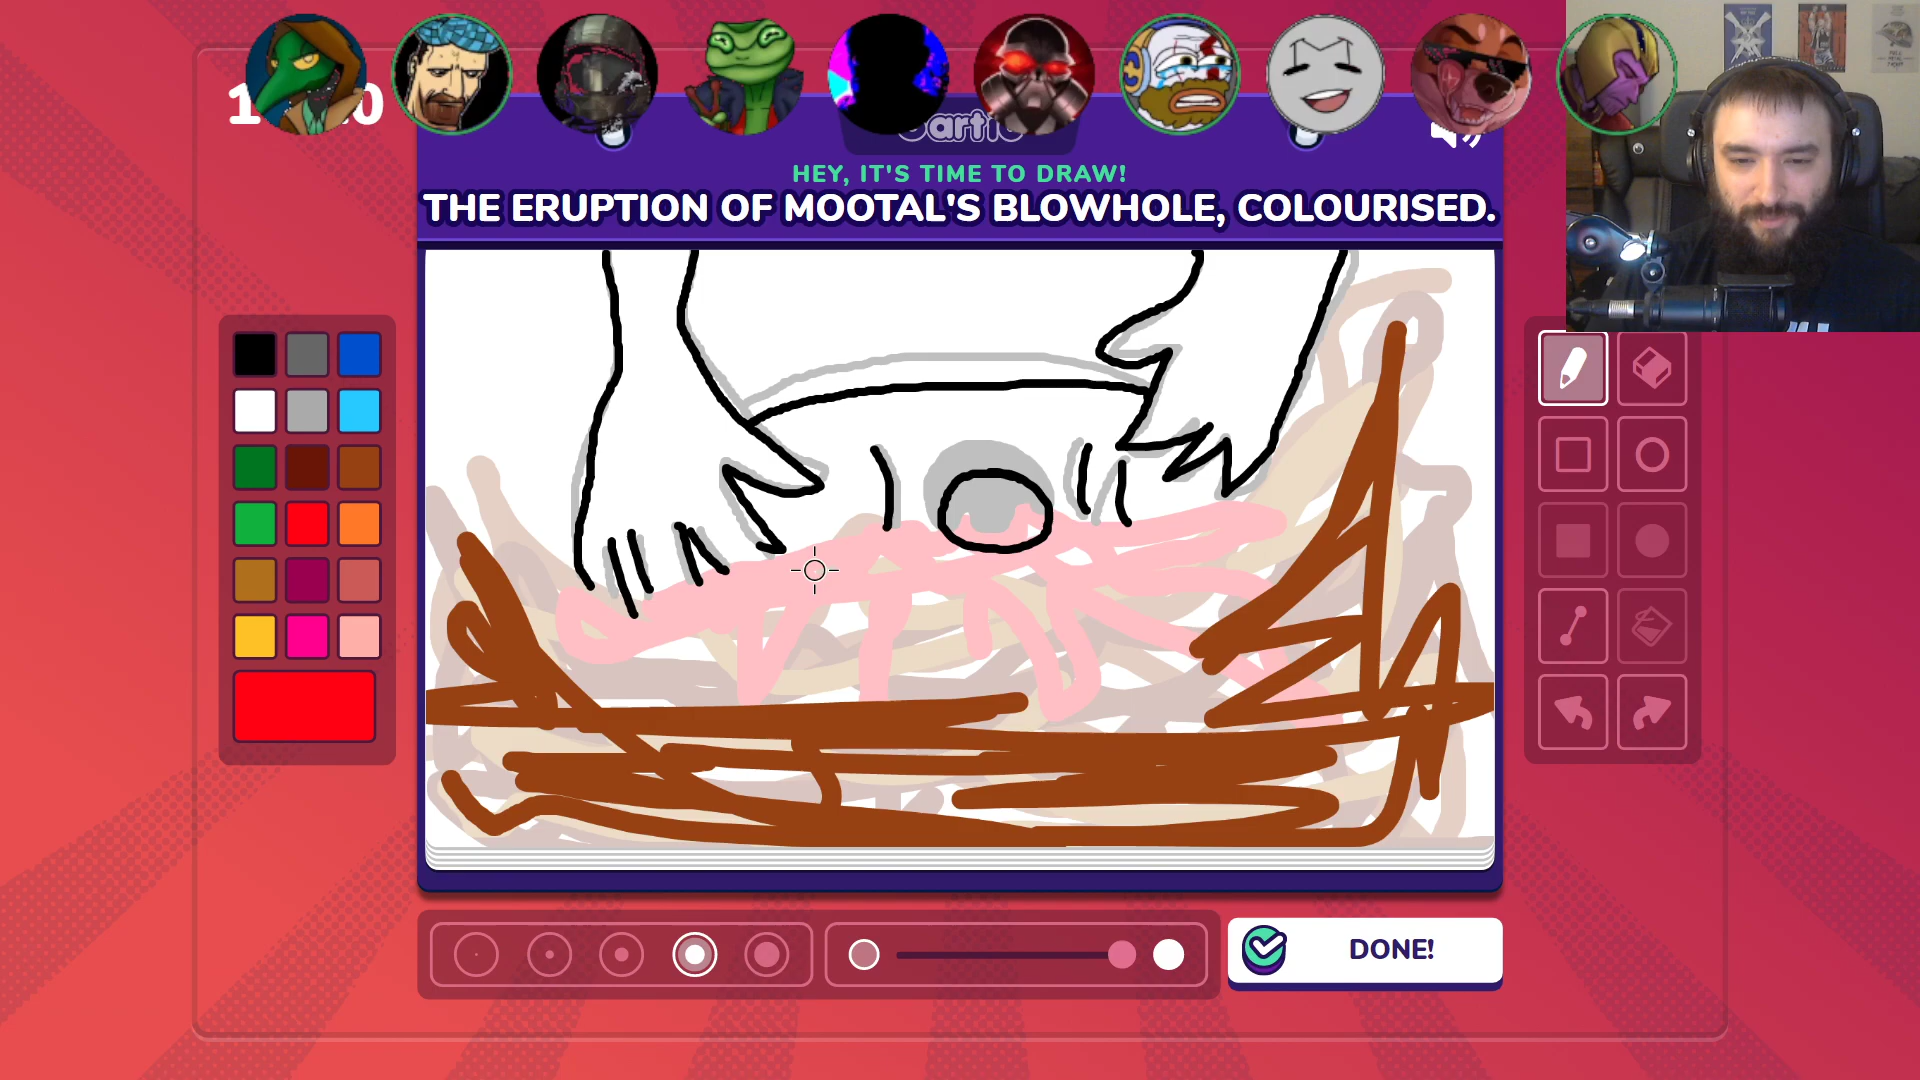 HEY, IT'S TIME TO DRAW!
THE ERUPTION OF MOOTAL'S BLOWHOLE, COLOURISED.
DONE!